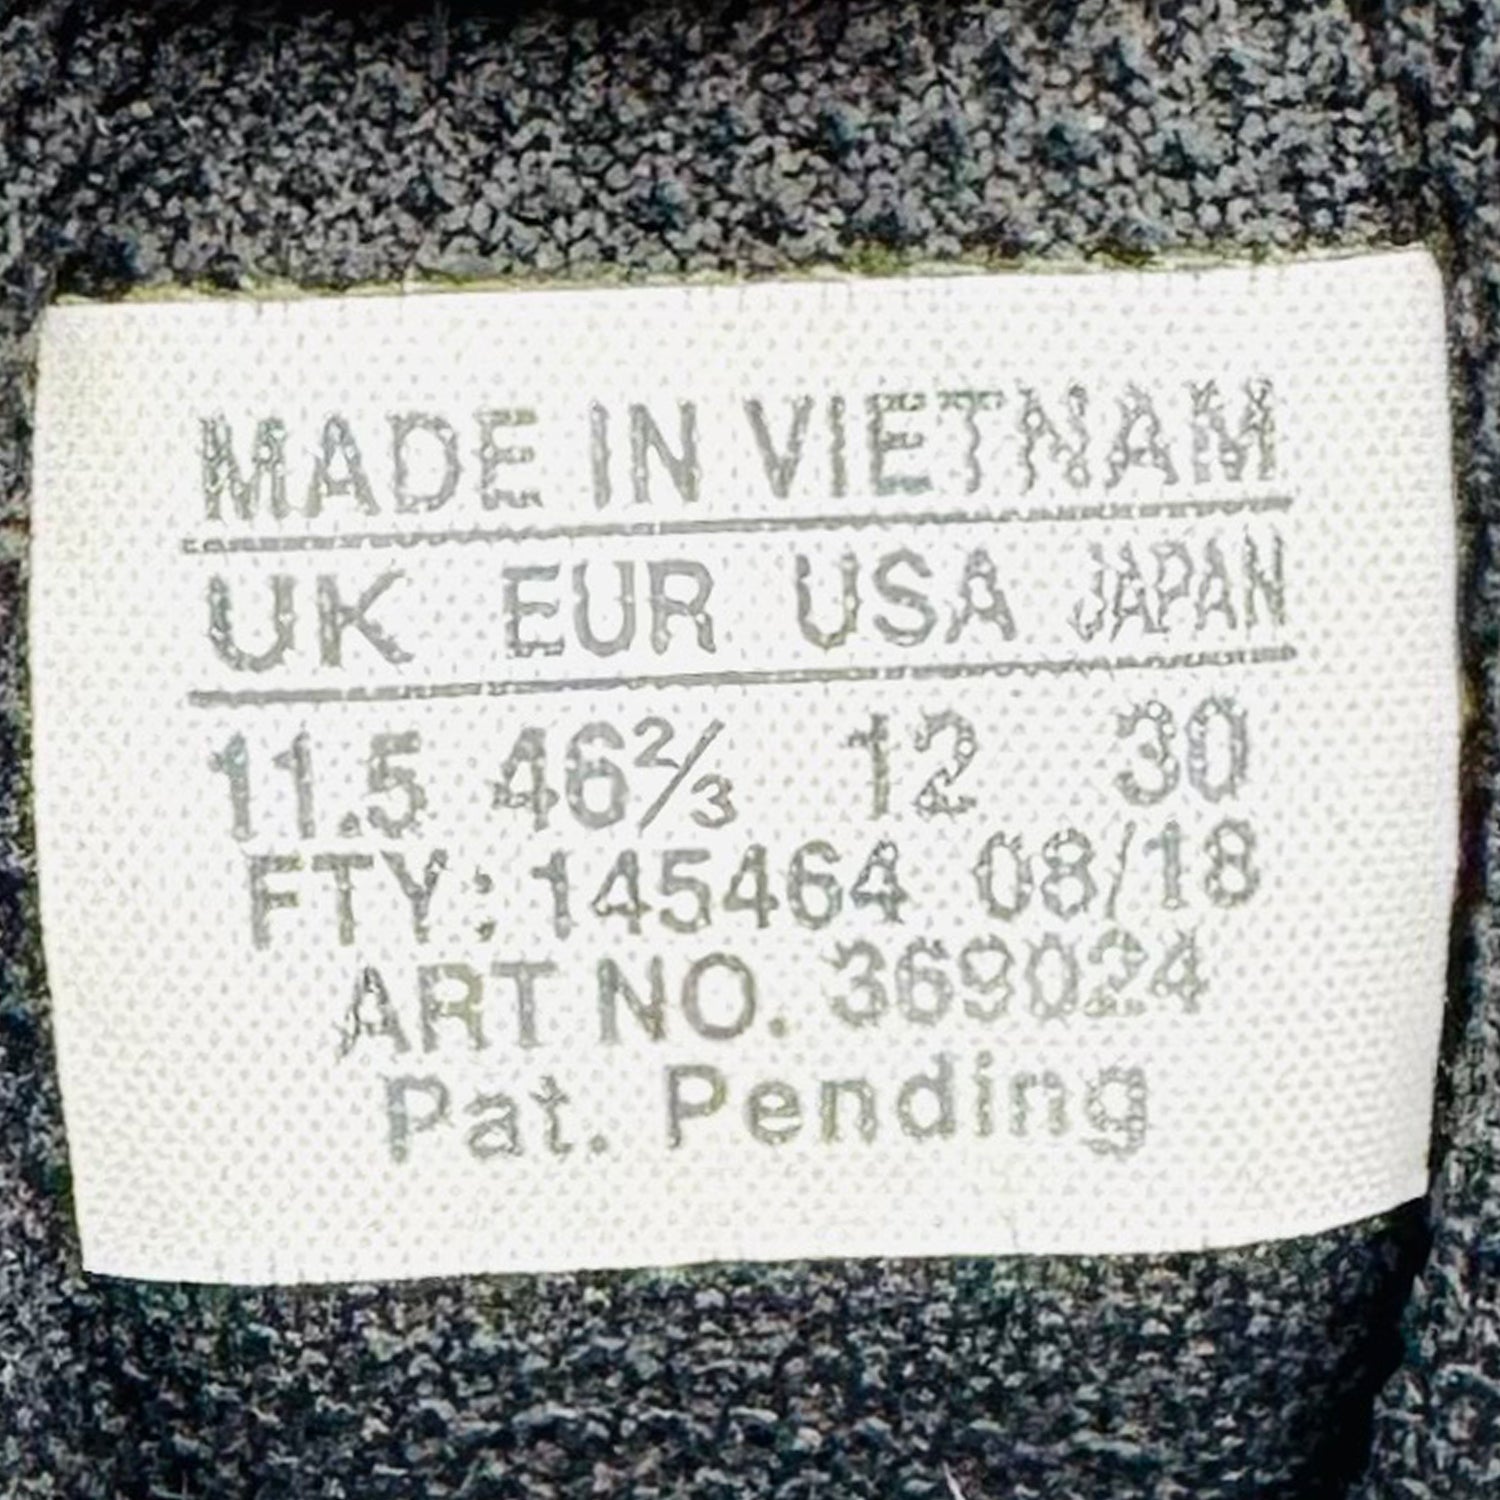 MADE IN VIETNAM
UK EUR USA JAPAN
11.5 46⅔ 12 30
FTY: 145464 08/18
ART NO. 369024
Pat. Pending